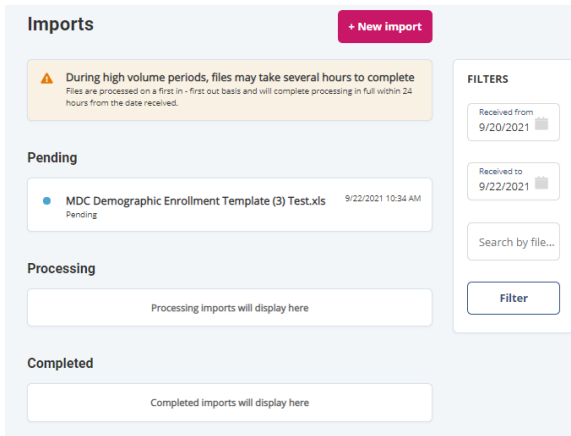 Imports
+ New import
During high volume periods, files may take several hours to complete
Files are processed on a first in - first out basis and will complete processing in full within 24
hours from the date received.
Pending
MDC Demographic Enrollment Template (3) Test.xls
9/22/2021 10:34 AM
Pending
Processing
Processing imports will display here
Completed
Completed imports will display here
FILTERS
Received from
9/20/2021
Received to
9/22/2021
Search by file...
Filter